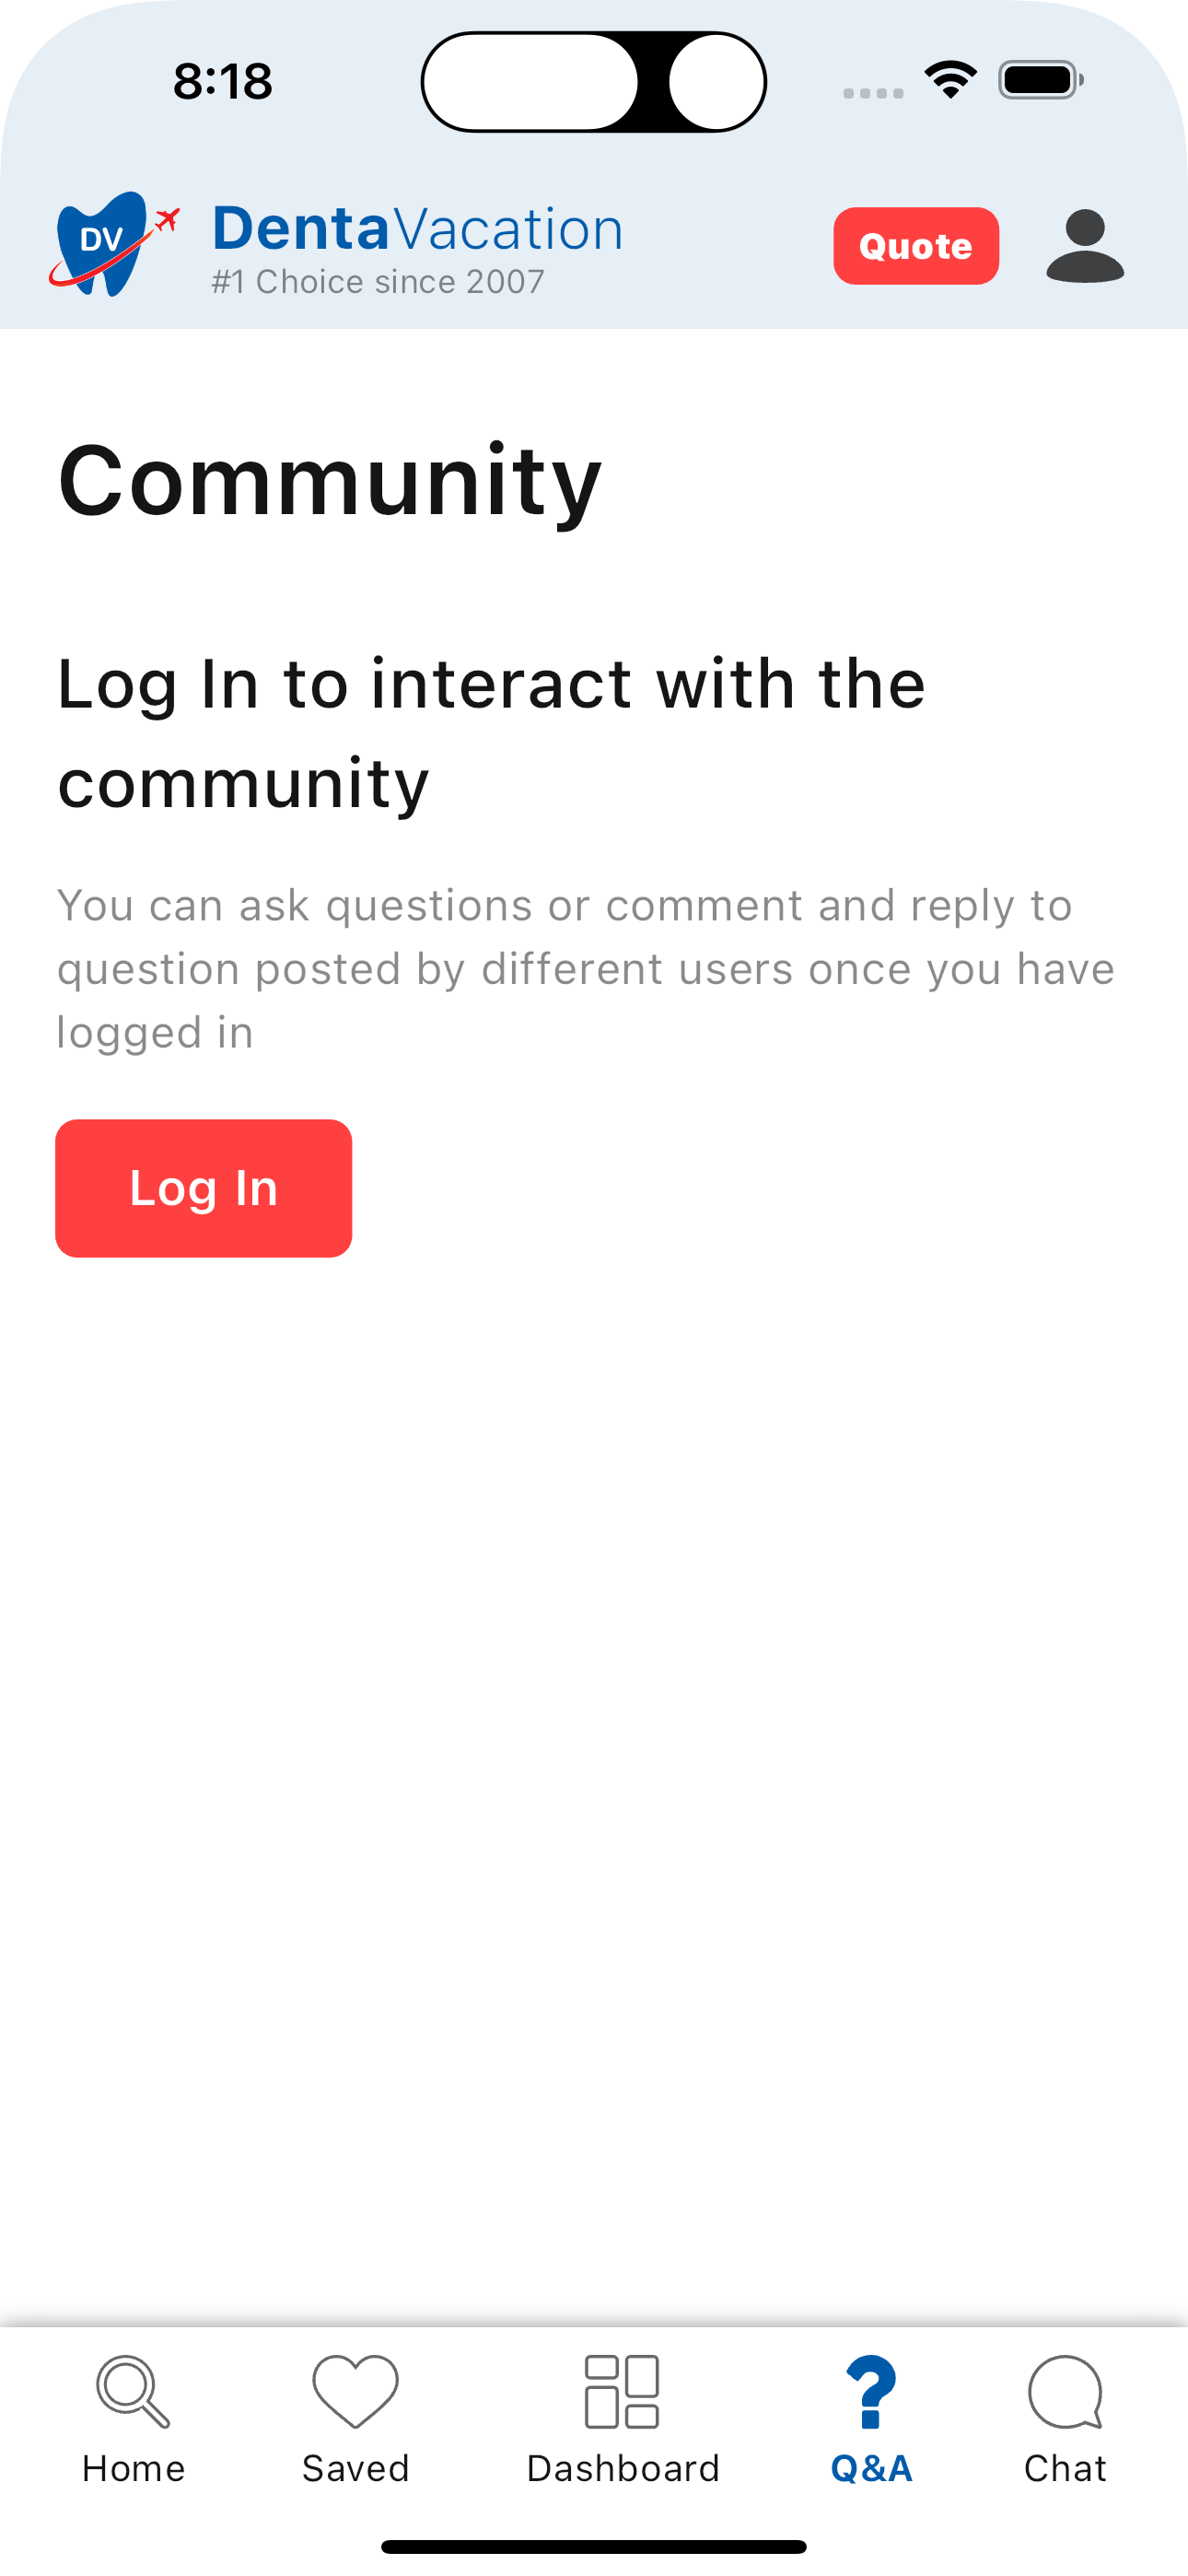 8:18
DV
DentaVacation
#1 Choice since 2007
Quote
Community
Log In to interact with the
community
You can ask questions or comment and reply to
question posted by different users once you have
logged in
Log In
Home
Saved
Dashboard
Q&A
Chat